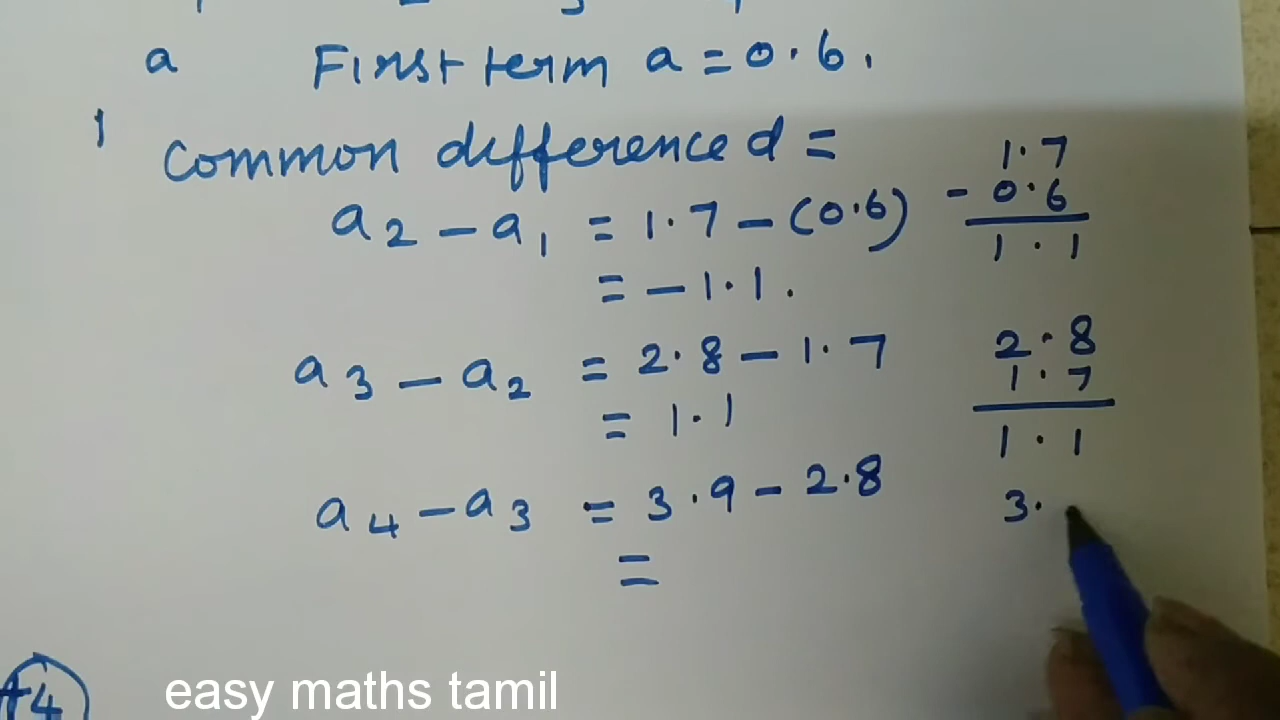 a First term a = 0.6.
1 Common difference d =
a2 - a1 = 1.7 - (0.6)
= -1.1.
1.7
- 0.6
1.1
a3 - a2 = 2.8 - 1.7
= 1.1
2.8
1.7
1.1
a4 - a3 = 3.9 - 2.8
=
3.
+4
easy maths tamil